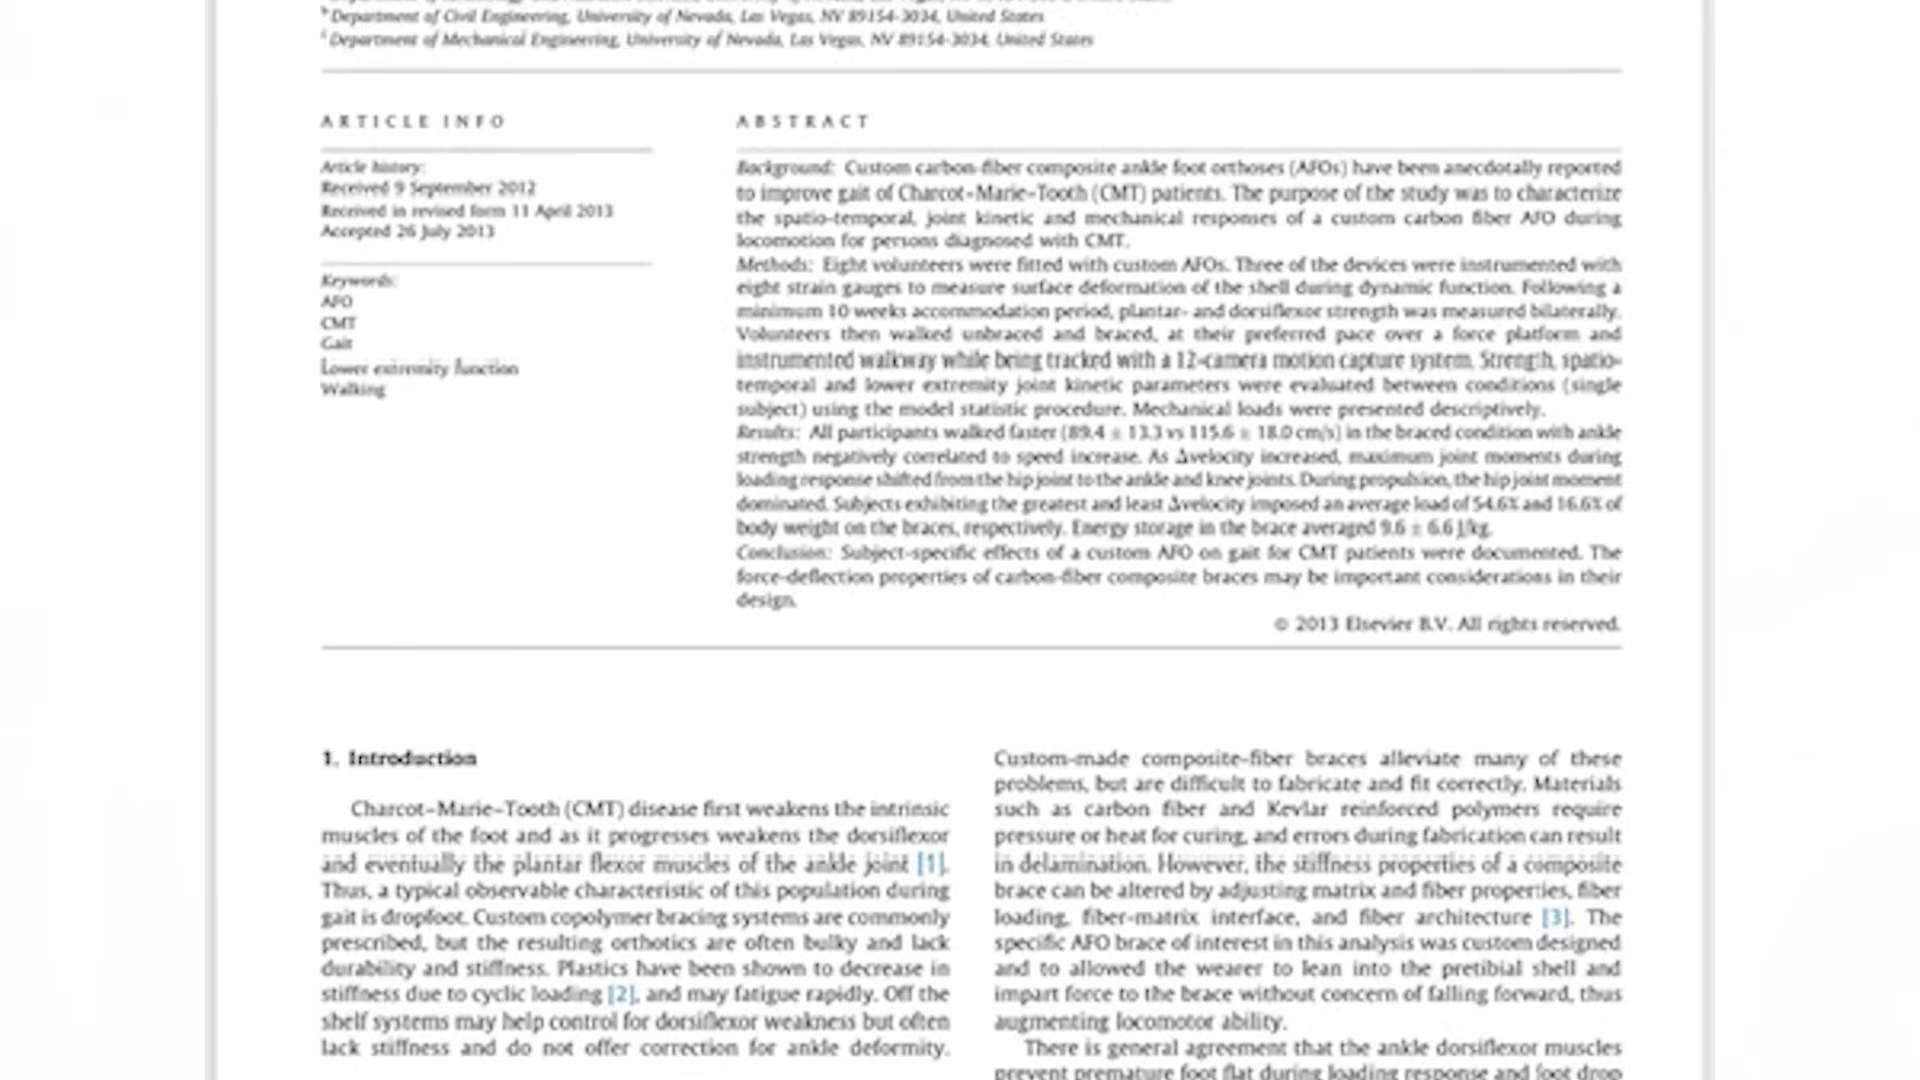 b Department of Civil Engineering, University of Nevada, Las Vegas, NV 89154-3034, United States
c Department of Mechanical Engineering, University of Nevada, Las Vegas, NV 89154-3034, United States
ARTICLE INFO
Article history:
Received 9 September 2012
Received in revised form 11 April 2013
Accepted 26 July 2013
Keywords:
AFO
CMT
Gait
Lower extremity function
Walking
ABSTRACT
Background: Custom carbon-fiber composite ankle foot orthoses (AFOs) have been anecdotally reported
to improve gait of Charcot–Marie–Tooth (CMT) patients. The purpose of the study was to characterize
the spatio-temporal, joint kinetic and mechanical responses of a custom carbon fiber AFO during
locomotion for persons diagnosed with CMT.
Methods: Eight volunteers were fitted with custom AFOs. Three of the devices were instrumented with
eight strain gauges to measure surface deformation of the shell during dynamic function. Following a
minimum 10 weeks accommodation period, plantar- and dorsiflexor strength was measured bilaterally.
Volunteers then walked unbraced and braced, at their preferred pace over a force platform and
instrumented walkway while being tracked with a 12-camera motion capture system. Strength, spatio-
temporal and lower extremity joint kinetic parameters were evaluated between conditions (single
subject) using the model statistic procedure. Mechanical loads were presented descriptively.
Results: All participants walked faster (89.4 ± 13.3 vs 115.6 ± 18.0 cm/s) in the braced condition with ankle
strength negatively correlated to speed increase. As Δvelocity increased, maximum joint moments during
loading response shifted from the hip joint to the ankle and knee joints. During propulsion, the hip joint moment
dominated. Subjects exhibiting the greatest and least Δvelocity imposed an average load of 54.6% and 16.6% of
body weight on the braces, respectively. Energy storage in the brace averaged 9.6 ± 6.6 J/kg.
Conclusion: Subject-specific effects of a custom AFO on gait for CMT patients were documented. The
force-deflection properties of carbon-fiber composite braces may be important considerations in their
design.
© 2013 Elsevier B.V. All rights reserved.
1. Introduction
Charcot–Marie–Tooth (CMT) disease first weakens the intrinsic
muscles of the foot and as it progresses weakens the dorsiflexor
and eventually the plantar flexor muscles of the ankle joint [1].
Thus, a typical observable characteristic of this population during
gait is dropfoot. Custom copolymer bracing systems are commonly
prescribed, but the resulting orthotics are often bulky and lack
durability and stiffness. Plastics have been shown to decrease in
stiffness due to cyclic loading [2], and may fatigue rapidly. Off the
shelf systems may help control for dorsiflexor weakness but often
lack stiffness and do not offer correction for ankle deformity.
Custom-made composite-fiber braces alleviate many of these
problems, but are difficult to fabricate and fit correctly. Materials
such as carbon fiber and Kevlar reinforced polymers require
pressure or heat for curing, and errors during fabrication can result
in delamination. However, the stiffness properties of a composite
brace can be altered by adjusting matrix and fiber properties, fiber
loading, fiber-matrix interface, and fiber architecture [3]. The
specific AFO brace of interest in this analysis was custom designed
and to allowed the wearer to lean into the pretibial shell and
impart force to the brace without concern of falling forward, thus
augmenting locomotor ability.
There is general agreement that the ankle dorsiflexor muscles
prevent premature foot flat during loading response and foot drop